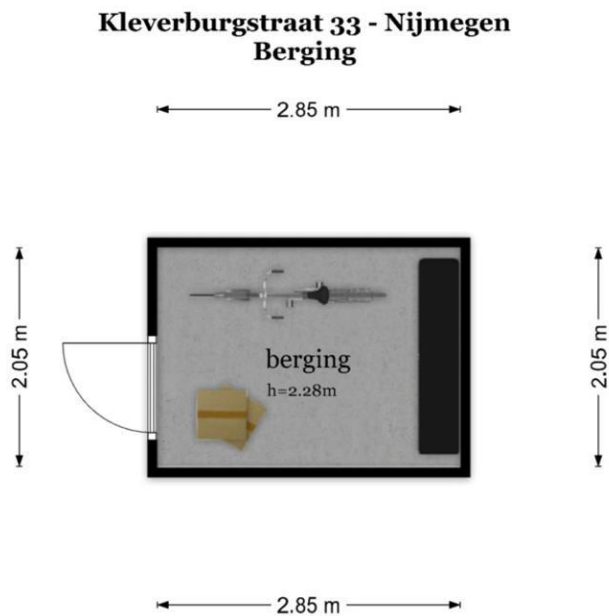 Kleverburgstraat 33 - Nijmegen
Berging
2.85 m
2.05 m
2.05 m
berging
h=2.28m
2.85 m